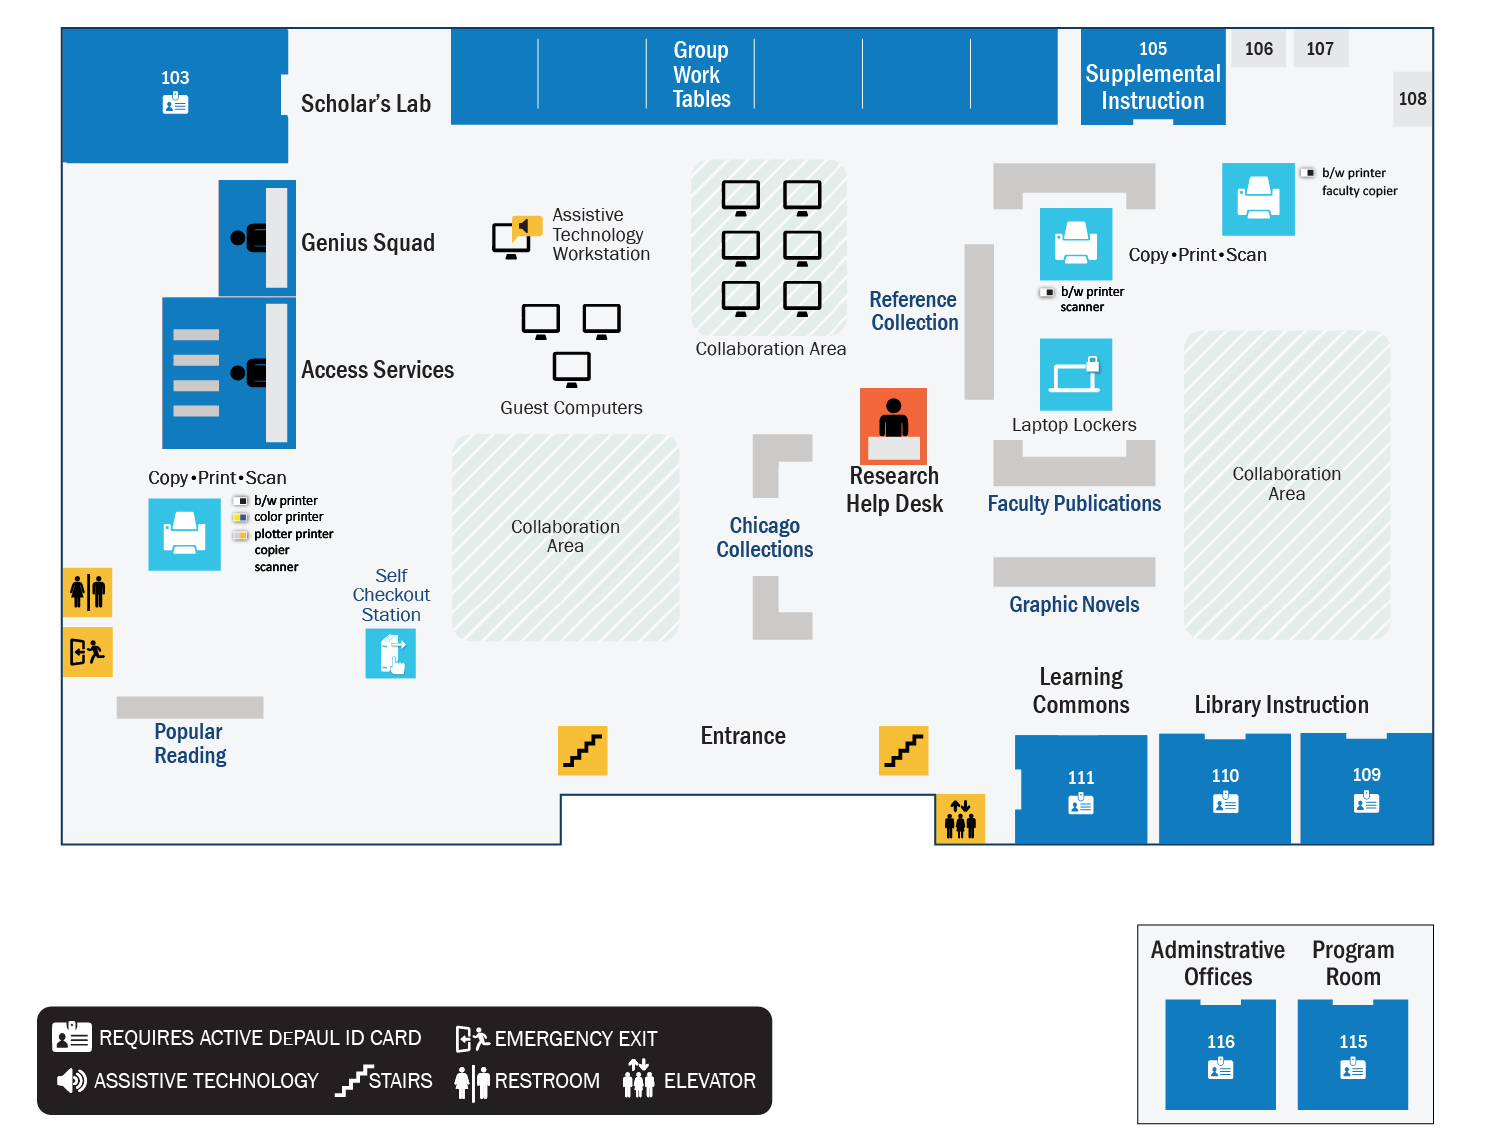 103
Scholar's Lab
Group
Work
Tables
105
Supplemental
Instruction
106
107
108
b/w printer
faculty copier
Genius Squad
Assistive
Technology
Workstation
Copy•Print•Scan
b/w printer
scanner
Reference
Collection
Collaboration Area
Access Services
Guest Computers
Laptop Lockers
Copy•Print•Scan
b/w printer
color printer
plotter printer
copier
scanner
Research
Help Desk
Faculty Publications
Collaboration
Area
Collaboration
Area
Chicago
Collections
Self
Checkout
Station
Graphic Novels
Popular
Reading
Entrance
Learning
Commons
Library Instruction
111
110
109
Adminstrative
Offices
Program
Room
116
115
REQUIRES ACTIVE DEPAUL ID CARD
EMERGENCY EXIT
ASSISTIVE TECHNOLOGY
STAIRS
RESTROOM
ELEVATOR